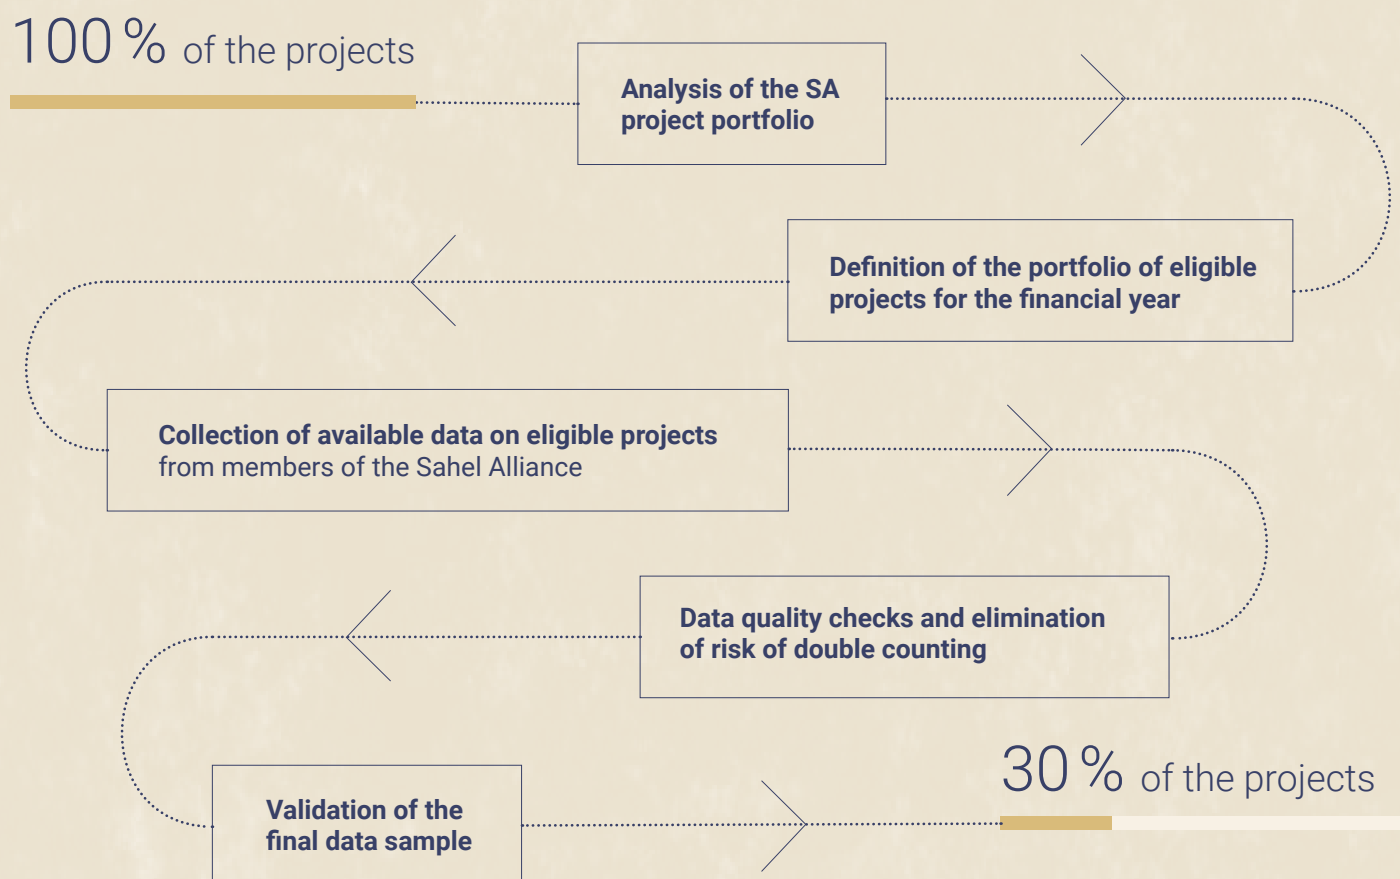 100 % of the projects
Analysis of the SA
project portfolio
Definition of the portfolio of eligible
projects for the financial year
Collection of available data on eligible projects
from members of the Sahel Alliance
Data quality checks and elimination
of risk of double counting
30 % of the projects
Validation of the
final data sample